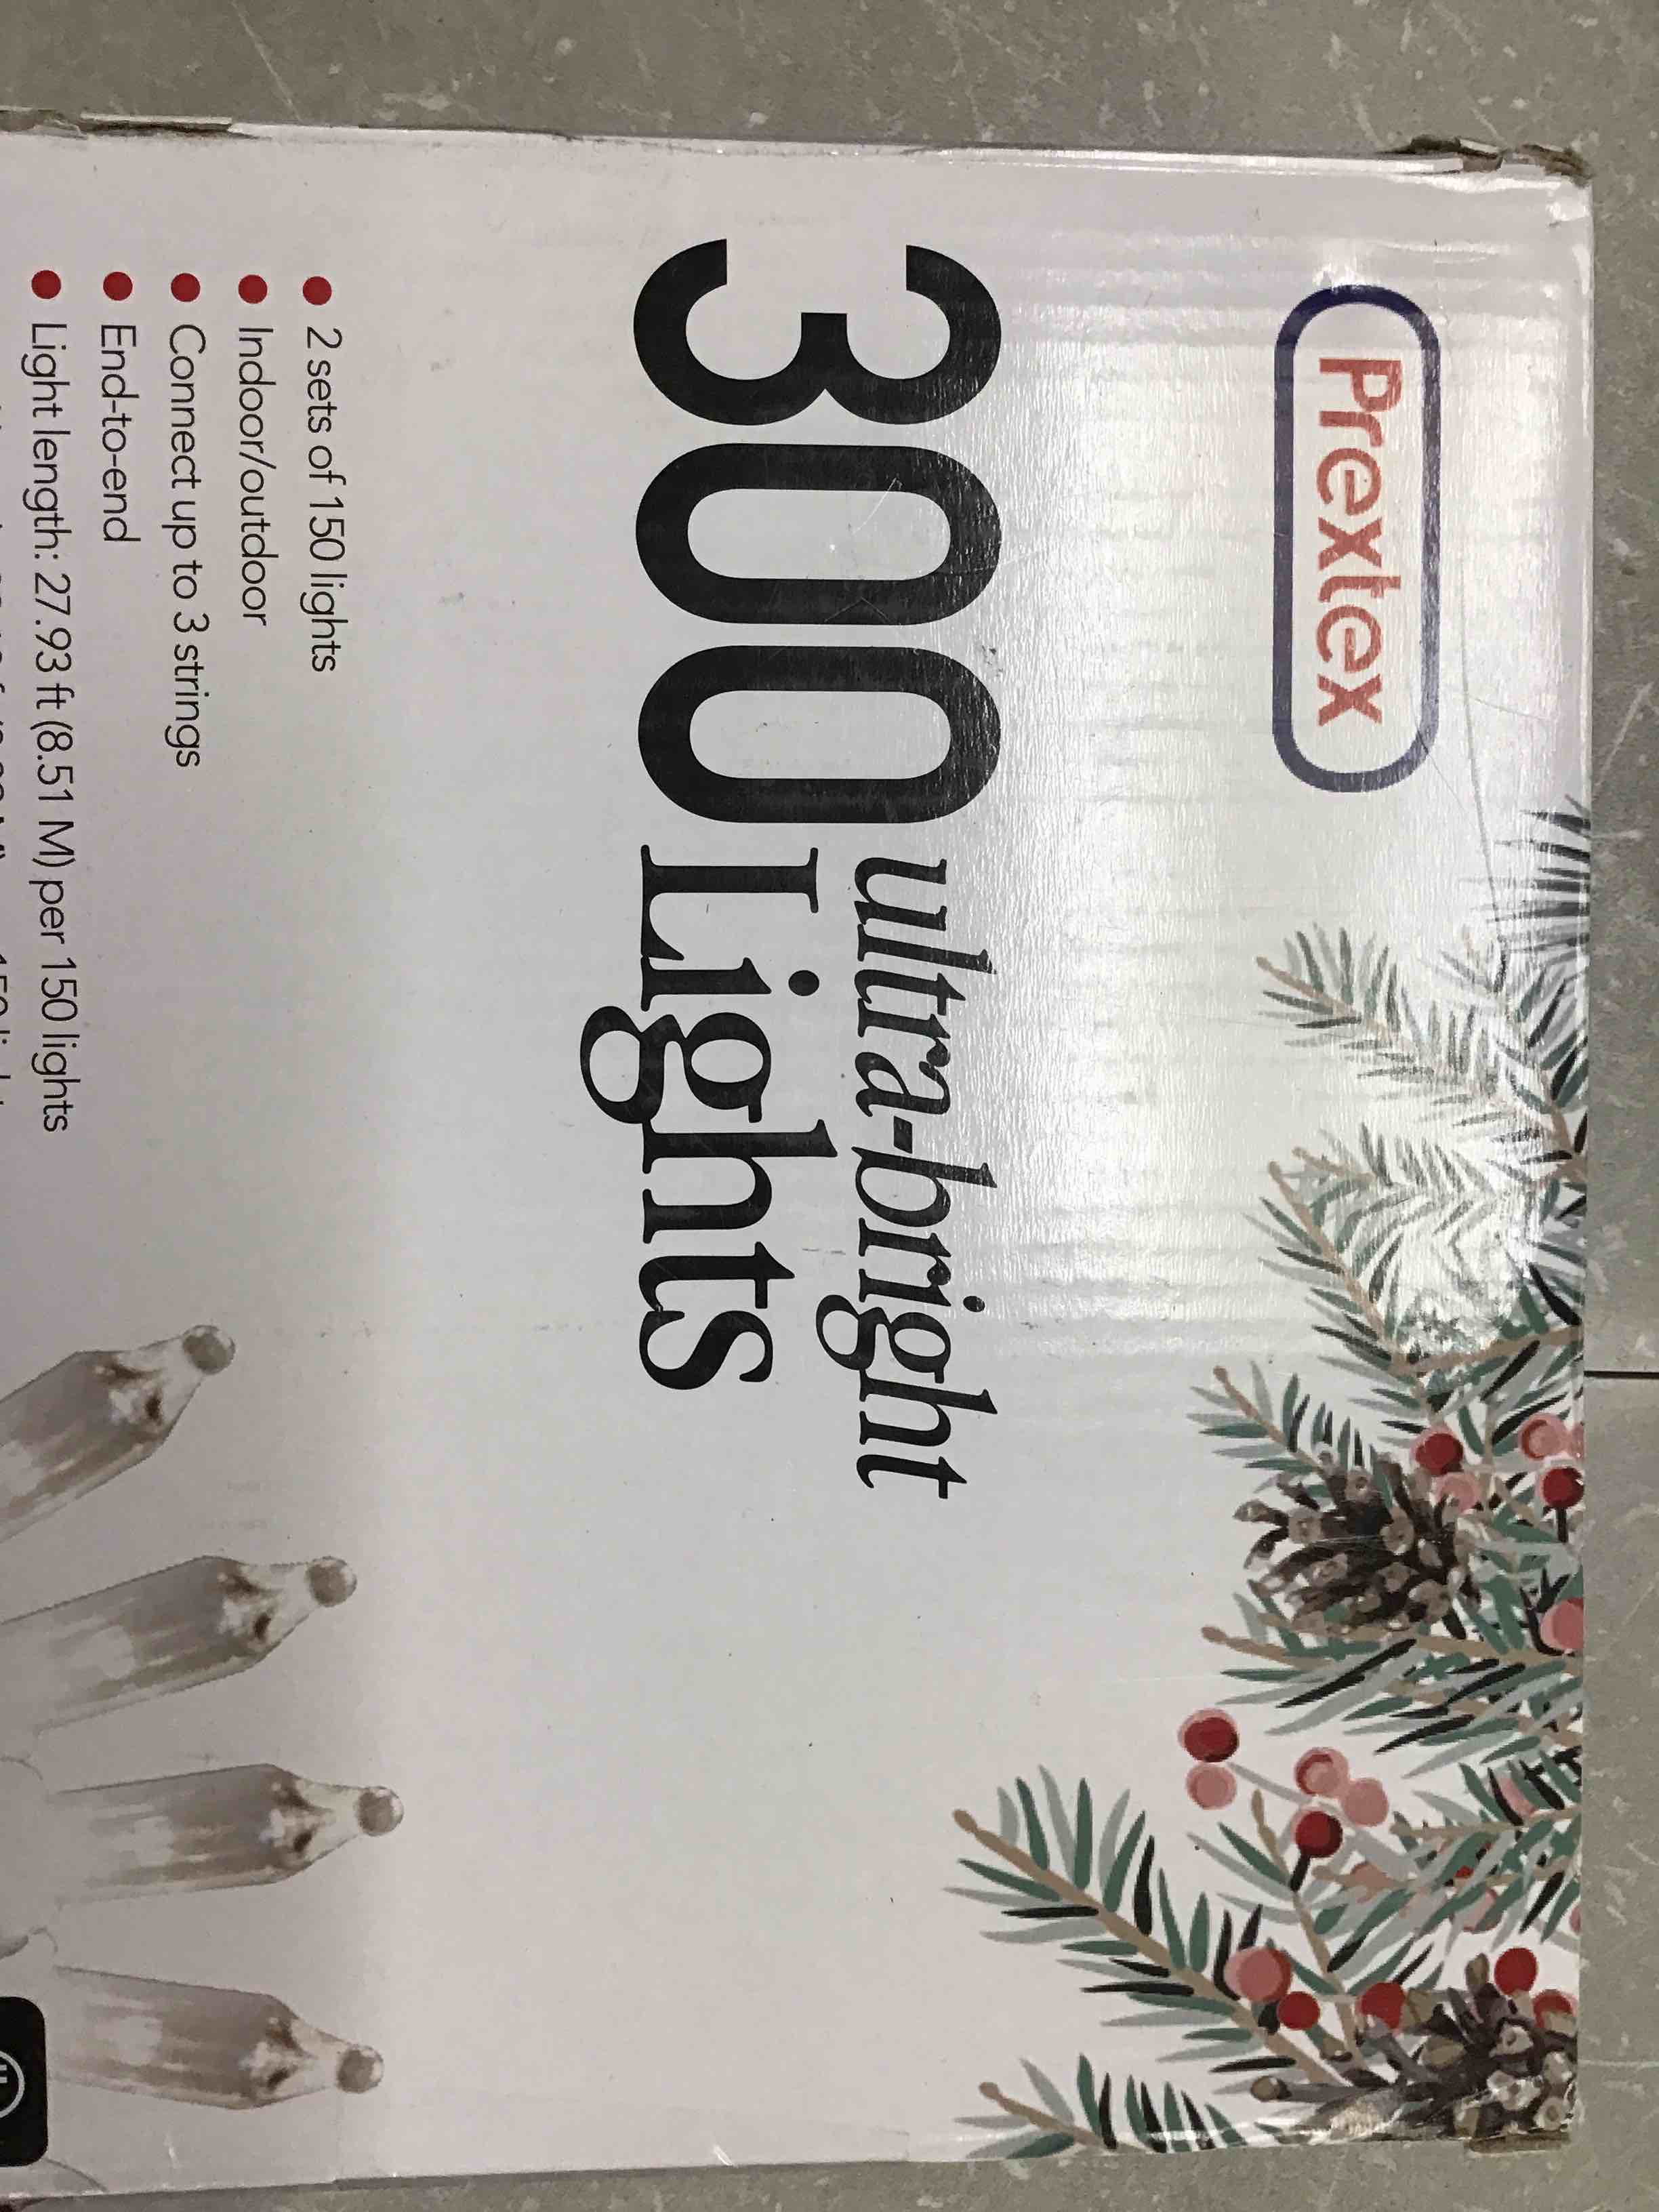 Prextex
300 ultra-bright
Lights
2 sets of 150 lights
Indoor/outdoor
Connect up to 3 strings
End-to-end
Light length: 27.93 ft (8.51 M) per 150 lights